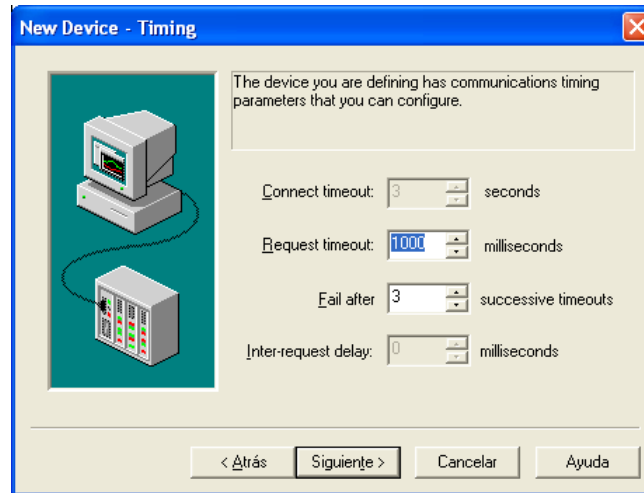 New Device - Timing
The device you are defining has communications timing
parameters that you can configure.
Connect timeout: 3 seconds
Request timeout: 1000 milliseconds
Fail after 3 successive timeouts
Inter-request delay: 0 milliseconds
< Atrás Siguiente > Cancelar Ayuda